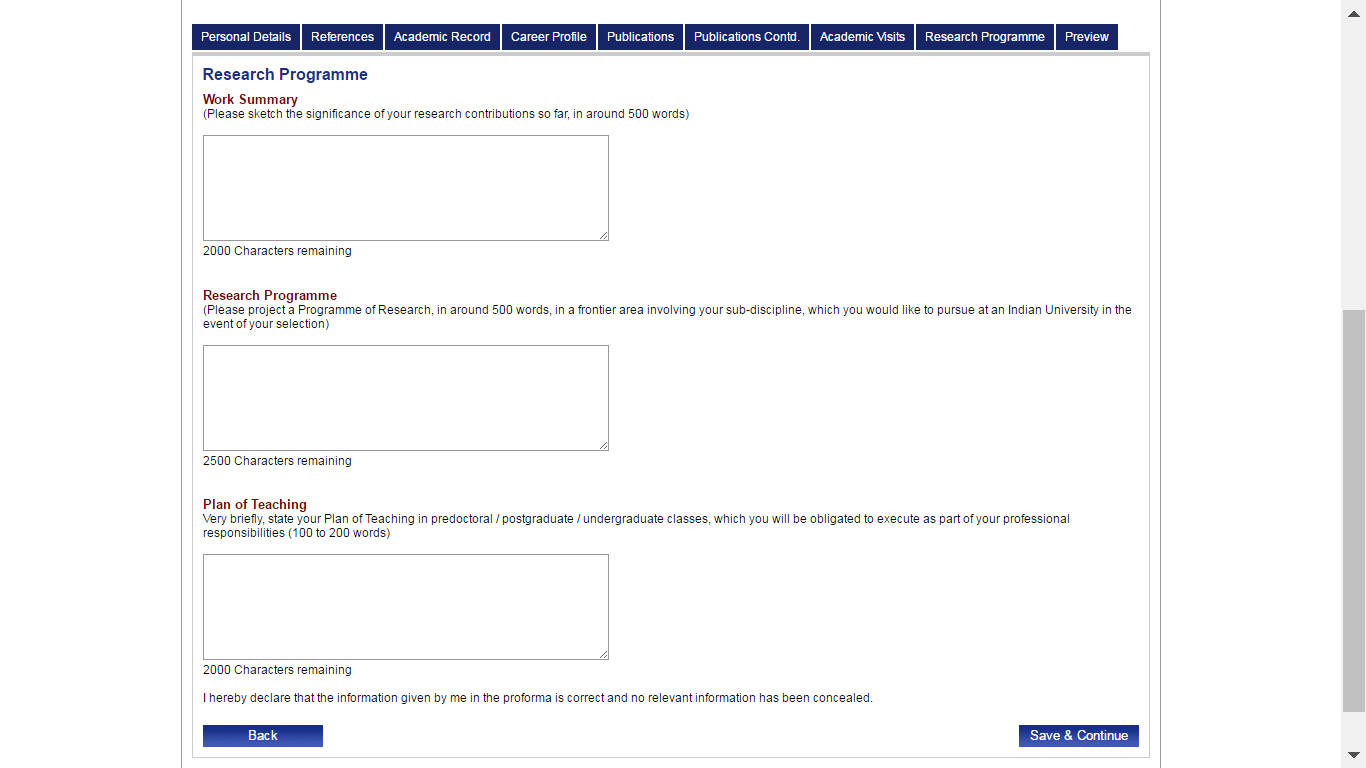 Personal Details References Academic Record Career Profile Publications Publications Contd. Academic Visits Research Programme Preview
Research Programme
Work Summary
(Please sketch the significance of your research contributions so far, in around 500 words)
2000 Characters remaining
Research Programme
(Please project a Programme of Research, in around 500 words, in a frontier area involving your sub-discipline, which you would like to pursue at an Indian University in the
event of your selection)
2500 Characters remaining
Plan of Teaching
Very briefly, state your Plan of Teaching in predoctoral / postgraduate / undergraduate classes, which you will be obligated to execute as part of your professional
responsibilities (100 to 200 words)
2000 Characters remaining
I hereby declare that the information given by me in the proforma is correct and no relevant information has been concealed.
Back Save & Continue